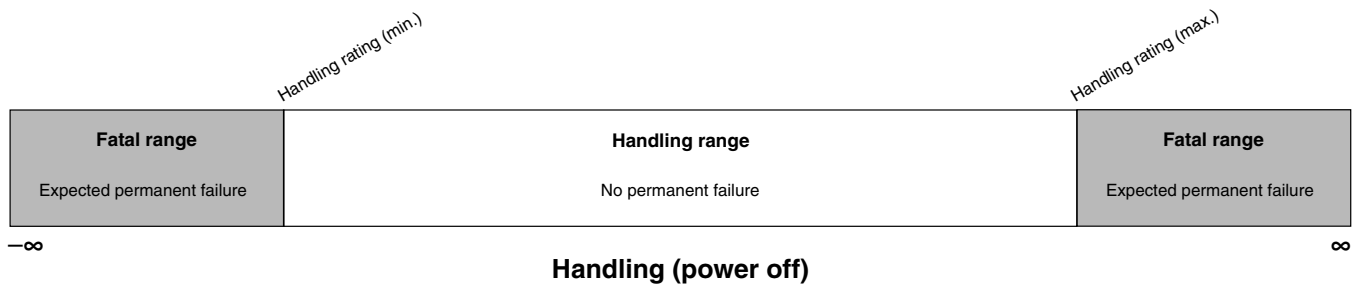 Handling rating (min.)
Handling rating (max.)
Fatal range
Handling range
Fatal range
Expected permanent failure
No permanent failure
Expected permanent failure
–∞
∞
Handling (power off)